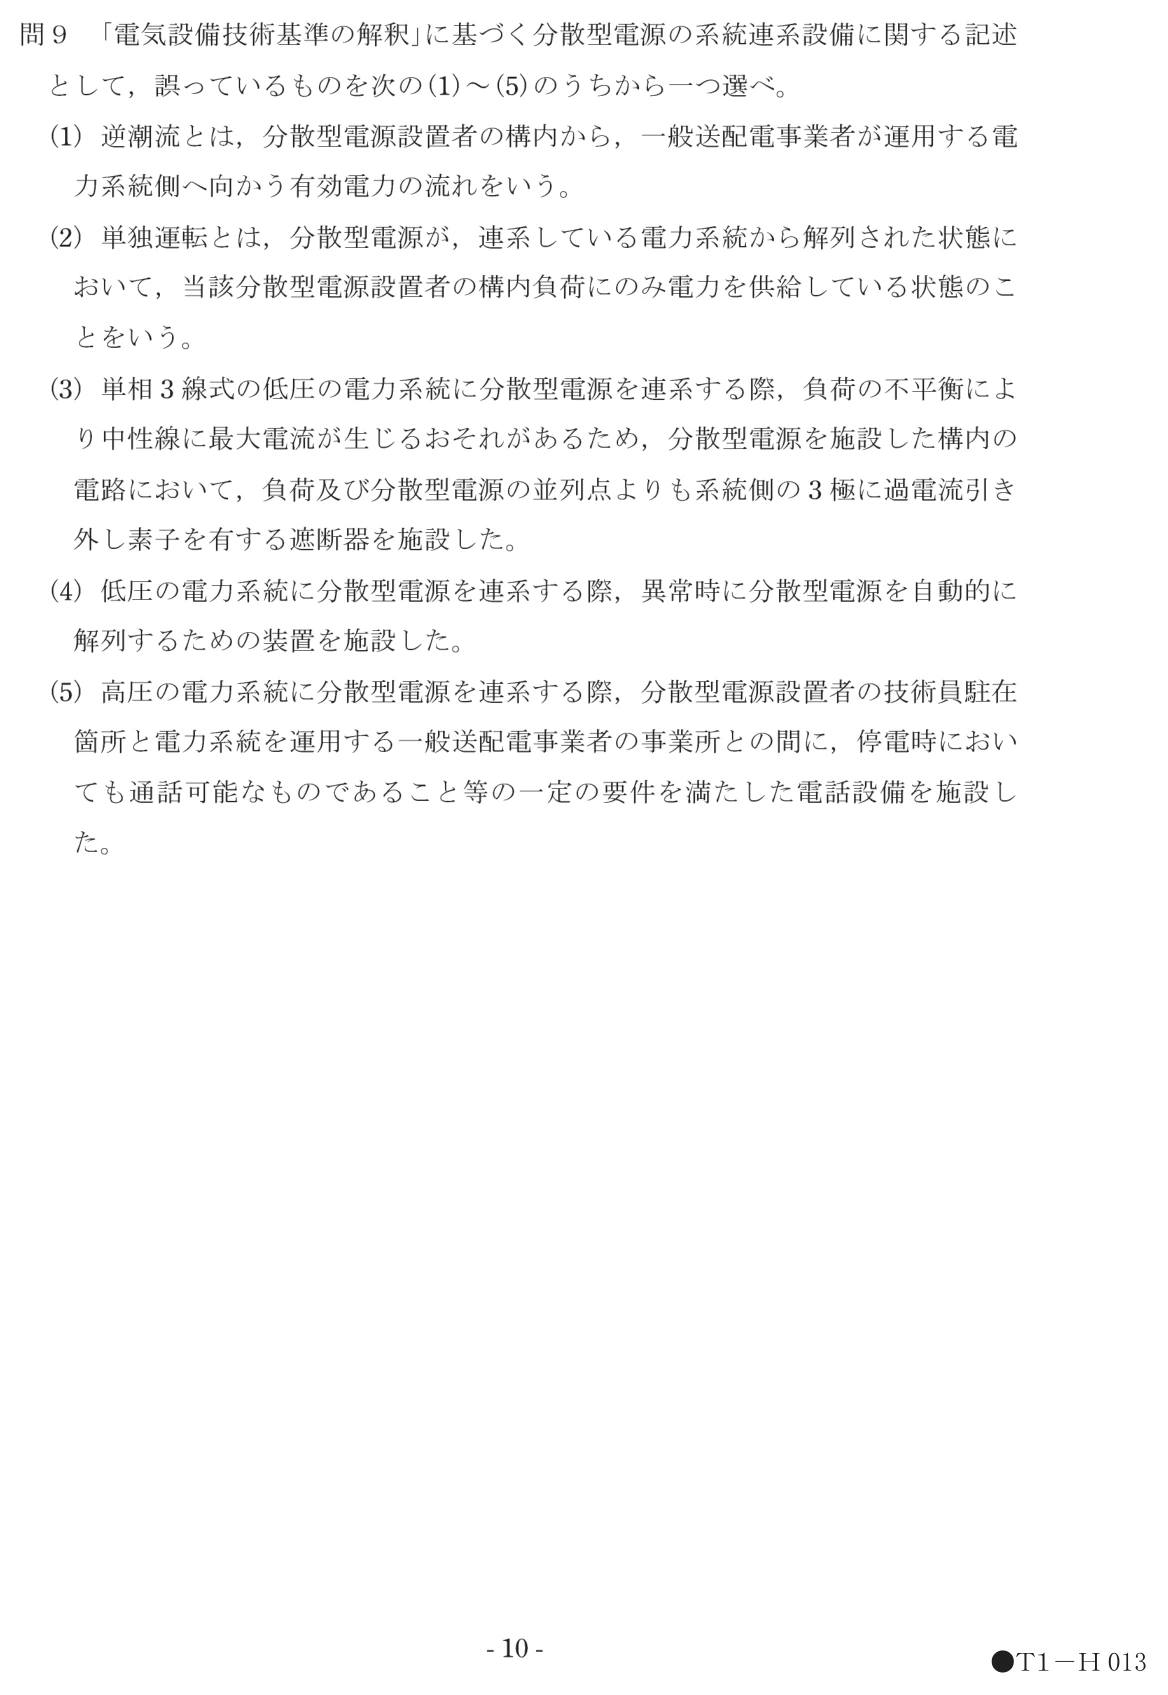 問９　「電気設備技術基準の解釈」に基づく分散型電源の系統連系設備に関する記述
として，誤っているものを次の(1)～(5)のうちから一つ選べ。
(1) 逆潮流とは，分散型電源設置者の構内から，一般送配電事業者が運用する電
力系統側へ向かう有効電力の流れをいう。
(2) 単独運転とは，分散型電源が，連系している電力系統から解列された状態に
おいて，当該分散型電源設置者の構内負荷にのみ電力を供給している状態のこ
とをいう。
(3) 単相3線式の低圧の電力系統に分散型電源を連系する際，負荷の不平衡によ
り中性線に最大電流が生じるおそれがあるため，分散型電源を施設した構内の
電路において，負荷及び分散型電源の並列点よりも系統側の3極に過電流引き
外し素子を有する遮断器を施設した。
(4) 低圧の電力系統に分散型電源を連系する際，異常時に分散型電源を自動的に
解列するための装置を施設した。
(5) 高圧の電力系統に分散型電源を連系する際，分散型電源設置者の技術員駐在
箇所と電力系統を運用する一般送配電事業者の事業所との間に，停電時におい
ても通話可能なものであること等の一定の要件を満たした電話設備を施設し
た。
- 10 -
●T1－H 013